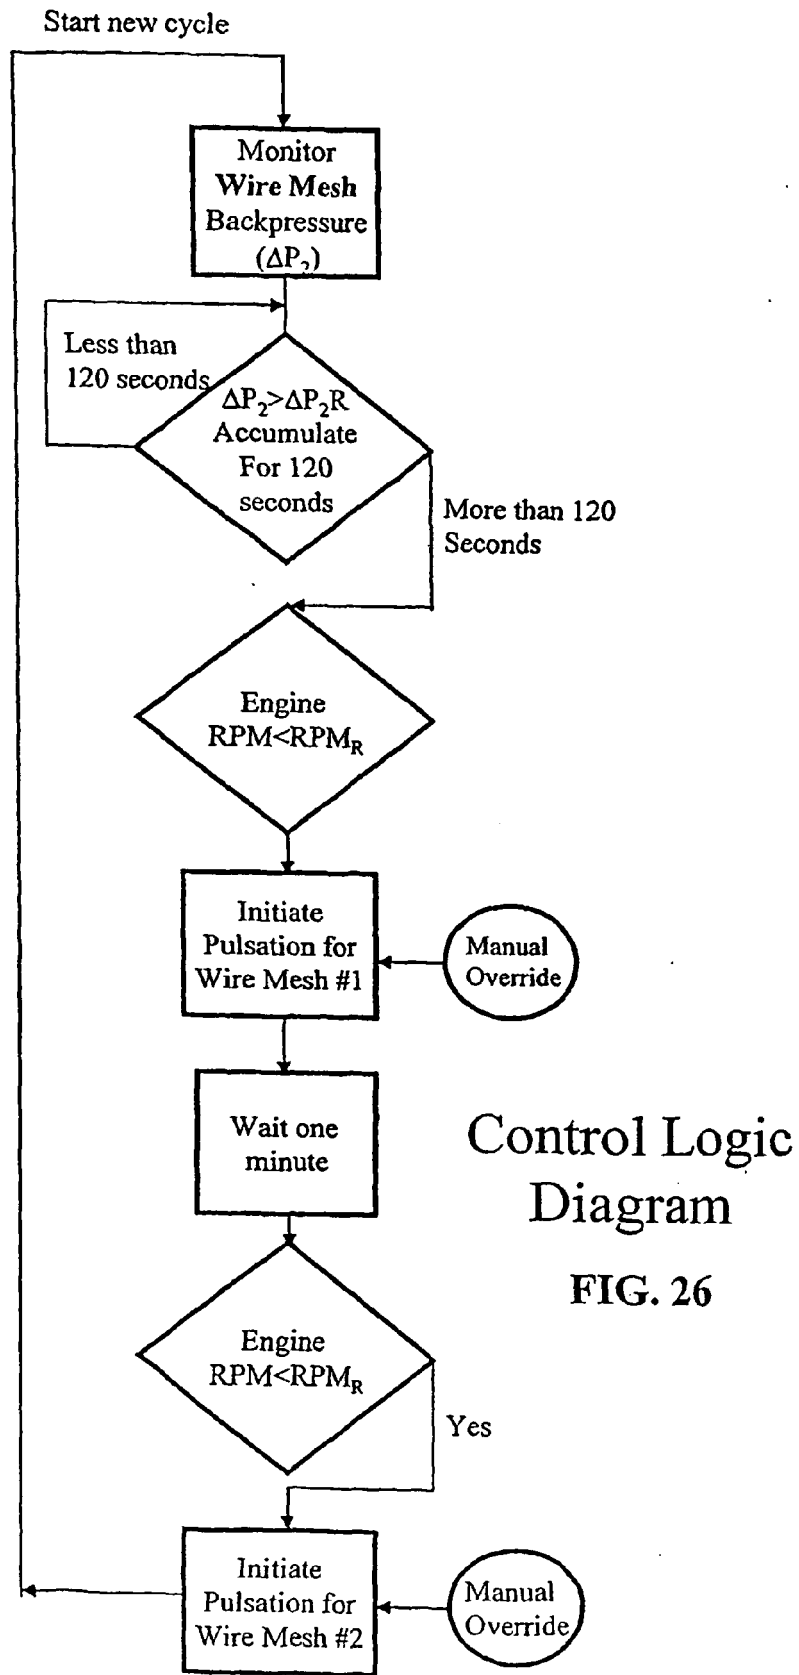 Start new cycle
Monitor
Wire Mesh
Backpressure
(ΔP₂)
Less than
120 seconds
ΔP₂>ΔP₂R
Accumulate
For 120
seconds
More than 120
Seconds
Engine
RPM<RPM_R
Initiate
Pulsation for
Wire Mesh #1
Manual
Override
Wait one
minute
Control Logic
Diagram
FIG. 26
Engine
RPM<RPM_R
Yes
Initiate
Pulsation for
Wire Mesh #2
Manual
Override